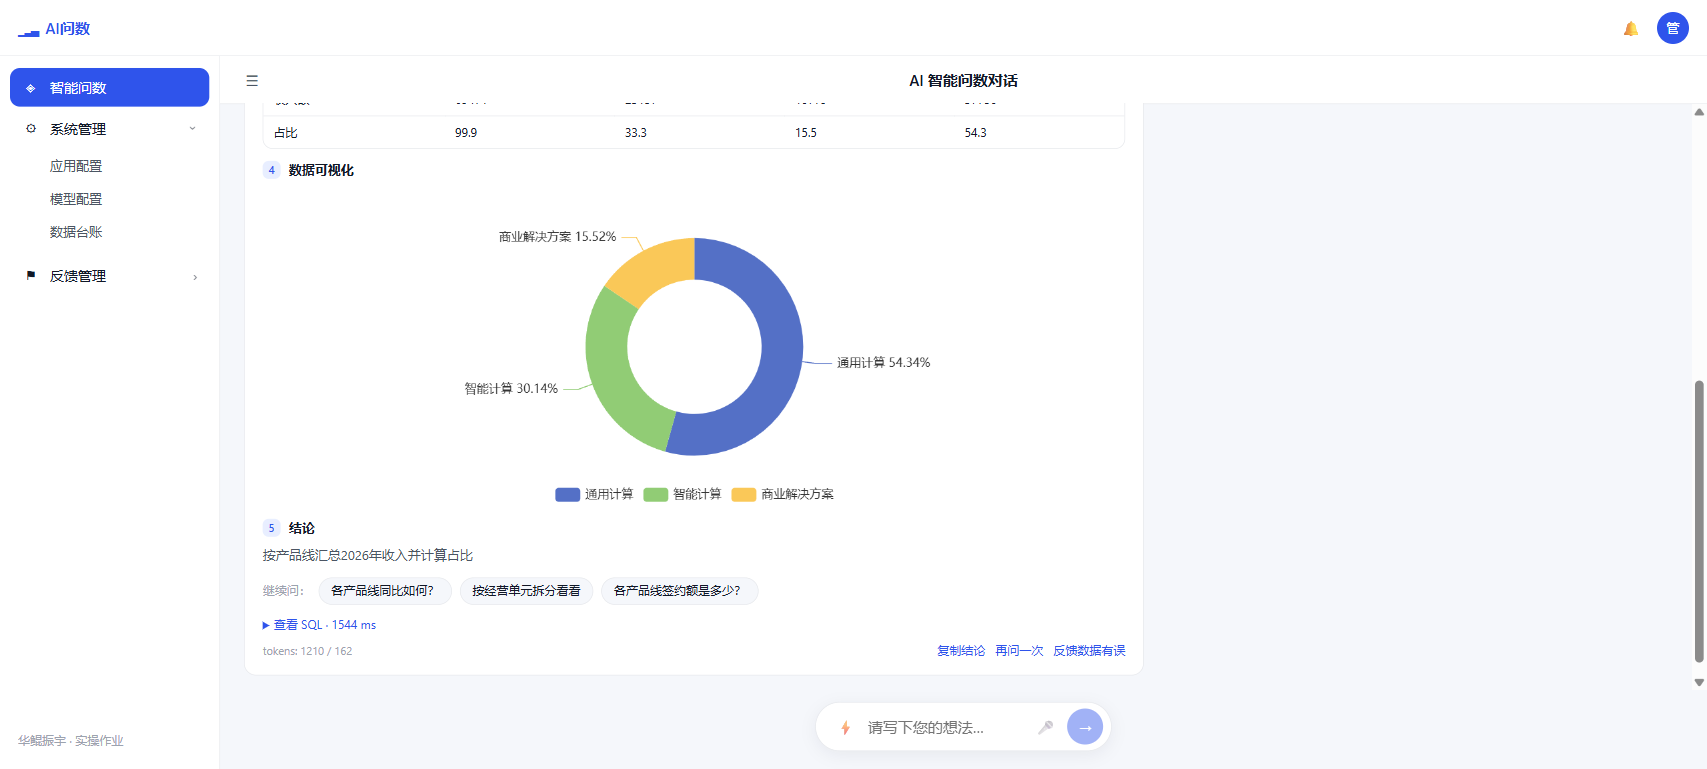 AI问数
管
智能问数
系统管理
应用配置
模型配置
数据台账
反馈管理
华鲲振宇 · 实操作业
AI 智能问数对话
占比 99.9 33.3 15.5 54.3
4 数据可视化
商业解决方案 15.52%
通用计算 54.34%
智能计算 30.14%
通用计算 智能计算 商业解决方案
5 结论
按产品线汇总2026年收入并计算占比
继续问: 各产品线同比如何? 按经营单元拆分看看 各产品线签约额是多少?
查看 SQL · 1544 ms
tokens: 1210 / 162
复制结论 再问一次 反馈数据有误
请写下您的想法...